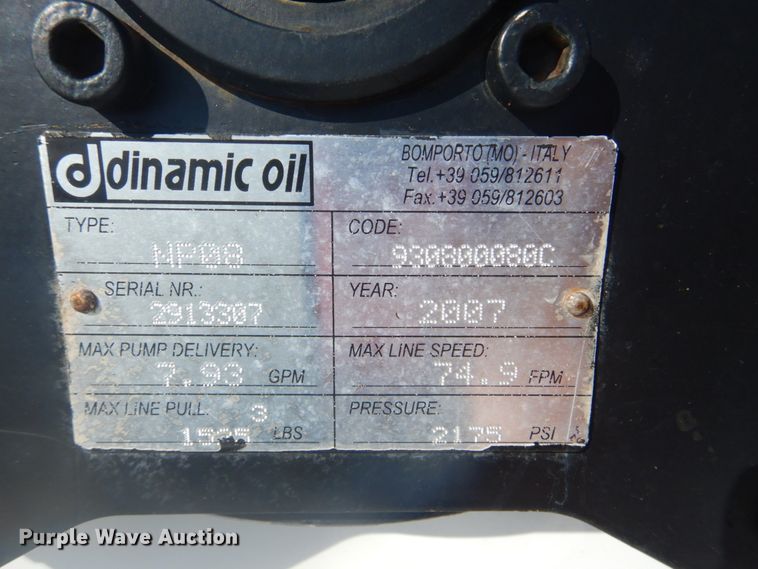 dinamic oil
BOMPORTO (MO) - ITALY
Tel.+39 059/812611
Fax.+39 059/812603
TYPE: CODE:
MP08 930800080C
SERIAL NR.: YEAR:
2913307 2007
MAX PUMP DELIVERY: MAX LINE SPEED:
7.93 GPM 74.9 FPM
MAX LINE PULL: 3 PRESSURE:
LBS 2175 PSI
Purple Wave Auction